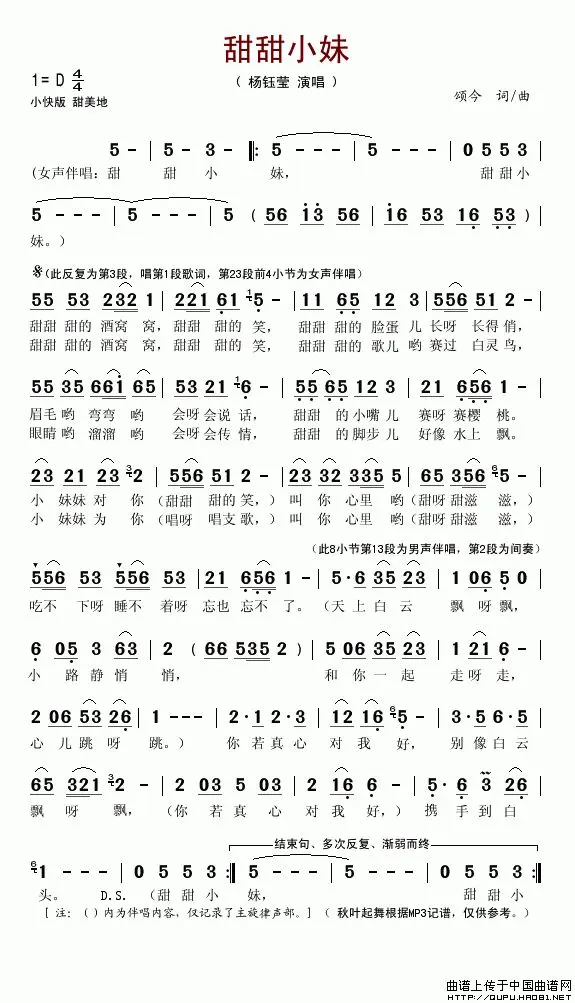 甜甜小妹
1=D 4/4
( 杨钰莹 演唱 )
小快版 甜美地
颂今 词/曲
5 - | 5 - 3 - |: 5 - - - | 5 - - - | 0 5 5 3 |
(女声伴唱：甜 甜 小 妹， 甜甜小
5 - - - | 5 - - - | 5 ( 56 13 56 | 16 53 16 53 ) |
妹。)
(此反复为第3段，唱第1段歌词，第23段前4小节为女声伴唱)
55 53 232 1 | 221 61 15 - | 11 65 12 3 | 556 51 2 - |
甜甜 甜的 酒窝 窝，甜甜 甜的 笑， 甜甜 甜的 脸蛋 儿 长呀 长得 俏，
甜甜 甜的 酒窝 窝，甜甜 甜的 笑， 甜甜 甜的 歌儿 哟 赛过 白灵 鸟，
55 35 661 65 | 53 21 16 - | 55 65 12 3 | 21 656 1 - |
眉毛 哟 弯弯 哟 会呀 会说 话， 甜甜 的 小嘴 儿 赛呀 赛樱 桃。
眼睛 哟 溜溜 哟 会呀 会传 情， 甜甜 的 脚步 儿 好像 水上 飘。
23 21 23 32 | 556 51 2 - | 23 32 335 5 | 65 356 65 - |
小 妹妹 对 你 (甜甜 甜的 笑，) 叫 你 心里 哟 (甜呀 甜滋 滋，)
小 妹妹 为 你 (唱呀 唱支 歌，) 叫 你 心里 哟 (甜呀 甜滋 滋，)
(此8小节第13段为男声伴唱，第2段为间奏)
556 53 556 53 | 21 656 1 - | 5·6 35 23 | 1 06 5 0 |
吃不 下呀 睡不 着呀 忘也 忘不 了。(天上 白云 飘呀飘，
6 05 3 63 | 2 - - ( | 66 535 2 ) | 5 06 35 23 | 1 21 6 - |
小 路静 悄 悄， 和你一 起 走呀走，
2 06 53 26 | 1 - - - | 2·1 2·3 | 12 16 65 - | 3·5 6·5 |
心儿跳呀 跳。) 你若真心 对 我 好， 别像白云
65 321 32 - | 2 03 5 03 | 21 61 2 - | 5·6 3 26 |
飘 呀 飘， (你 若 真 心 对 我 好，) 携 手 到 白
结束句、多次反复、渐弱而终
61 - - - | 0 5 5 3 :| 5 - - - | 5 - - - | 0 5 5 3 :|
头。 D.S. (甜甜小 妹， 甜甜小
[ 注：( )内为伴唱内容，仅记录了主旋律声部。] ( 秋叶起舞根据MP3记谱，仅供参考。)
曲谱上传于中国曲谱网
http://QUPU.HAO81.NET